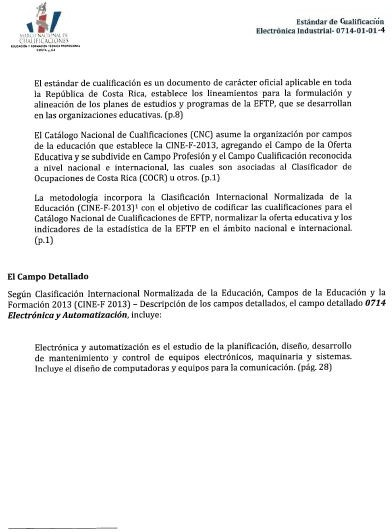 MARCO NACIONAL DE
CUALIFICACIONES
EDUCACIÓN Y FORMACIÓN TÉCNICA PROFESIONAL
COSTA RICA
Estándar de Cualificación
Electrónica Industrial- 0714-01-01-4
El estándar de cualificación es un documento de carácter oficial aplicable en toda
la República de Costa Rica, establece los lineamientos para la formulación y
alineación de los planes de estudios y programas de la EFTP, que se desarrollan
en las organizaciones educativas. (p.8)
El Catálogo Nacional de Cualificaciones (CNC) asume la organización por campos
de la educación que establece la CINE-F-2013, agregando el Campo de la Oferta
Educativa y se subdivide en Campo Profesión y el Campo Cualificación reconocida
a nivel nacional e internacional, las cuales son asociadas al Clasificador de
Ocupaciones de Costa Rica (COCR) u otros. (p.1)
La metodología incorpora la Clasificación Internacional Normalizada de la
Educación (CINE-F-2013)¹ con el objetivo de codificar las cualificaciones para el
Catálogo Nacional de Cualificaciones de EFTP, normalizar la oferta educativa y los
indicadores de la estadística de la EFTP en el ámbito nacional e internacional.
(p.1)
El Campo Detallado
Según Clasificación Internacional Normalizada de la Educación, Campos de la Educación y la
Formación 2013 (CINE-F 2013) – Descripción de los campos detallados, el campo detallado 0714
Electrónica y Automatización, incluye:
Electrónica y automatización es el estudio de la planificación, diseño, desarrollo
de mantenimiento y control de equipos electrónicos, maquinaria y sistemas.
Incluye el diseño de computadoras y equipos para la comunicación. (pág. 28)